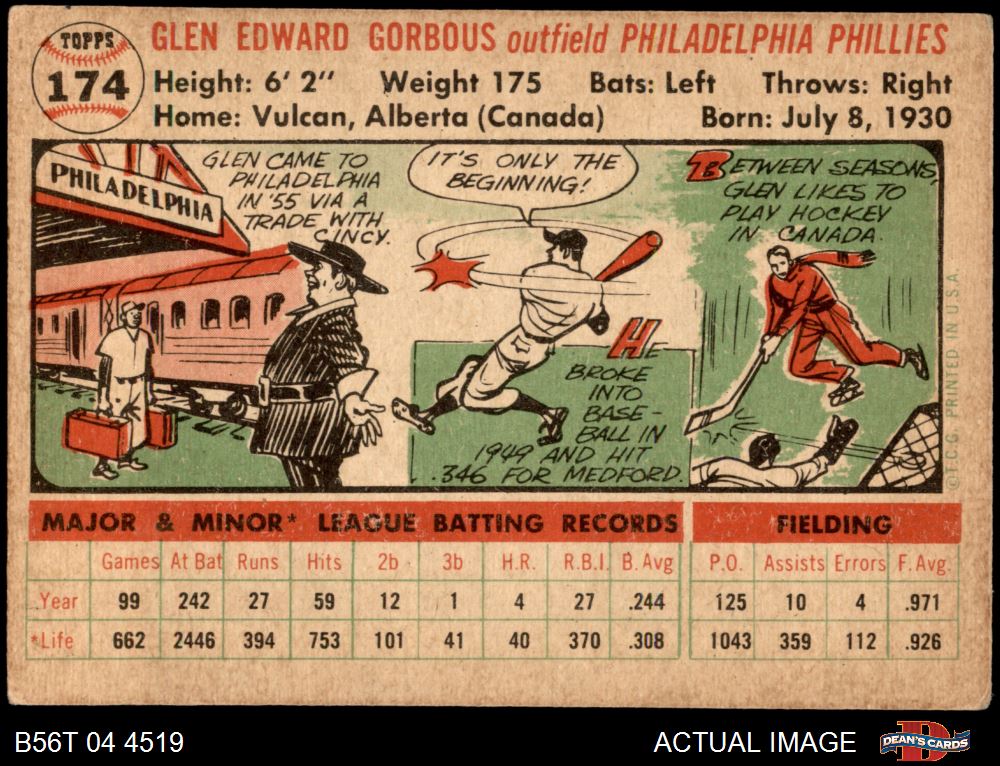 TOPPS
174
GLEN EDWARD GORBOUS outfield PHILADELPHIA PHILLIES
Height: 6' 2" Weight 175 Bats: Left Throws: Right
Home: Vulcan, Alberta (Canada) Born: July 8, 1930
PHILADELPHIA
GLEN CAME TO
PHILADELPHIA
IN '55 VIA A
TRADE WITH
CINCY.
IT'S ONLY THE
BEGINNING!
HE
BROKE
INTO
BASE-
BALL IN
1949 AND HIT
.346 FOR MEDFORD.
BETWEEN SEASONS,
GLEN LIKES TO
PLAY HOCKEY
IN CANADA.
©T.C.G. PRINTED IN U.S.A.
MAJOR & MINOR* LEAGUE BATTING RECORDS FIELDING
Games At Bat Runs Hits 2b 3b H.R. R.B.I. B. Avg P.O. Assists Errors F. Avg.
Year 99 242 27 59 12 1 4 27 .244 125 10 4 .971
*Life 662 2446 394 753 101 41 40 370 .308 1043 359 112 .926
B56T 04 4519 ACTUAL IMAGE DEAN'S CARDS